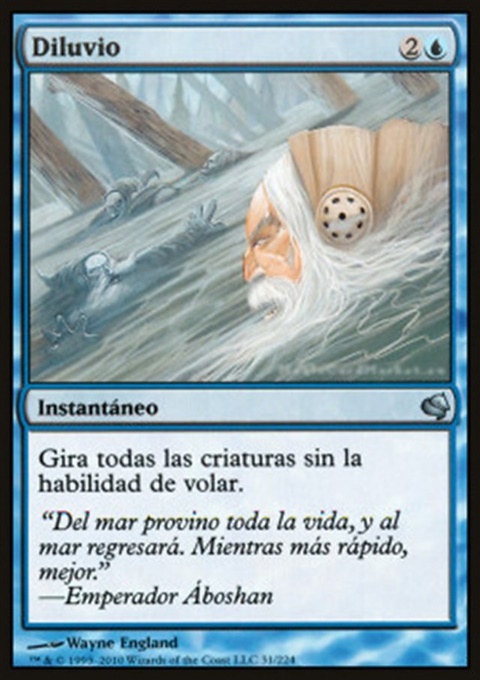 Diluvio 2
Instantáneo
Gira todas las criaturas sin la
habilidad de volar.
“Del mar provino toda la vida, y al
mar regresará. Mientras más rápido,
mejor.”
—Emperador Áboshan
Wayne England
™ & © 1993-2010 Wizards of the Coast LLC 31/224